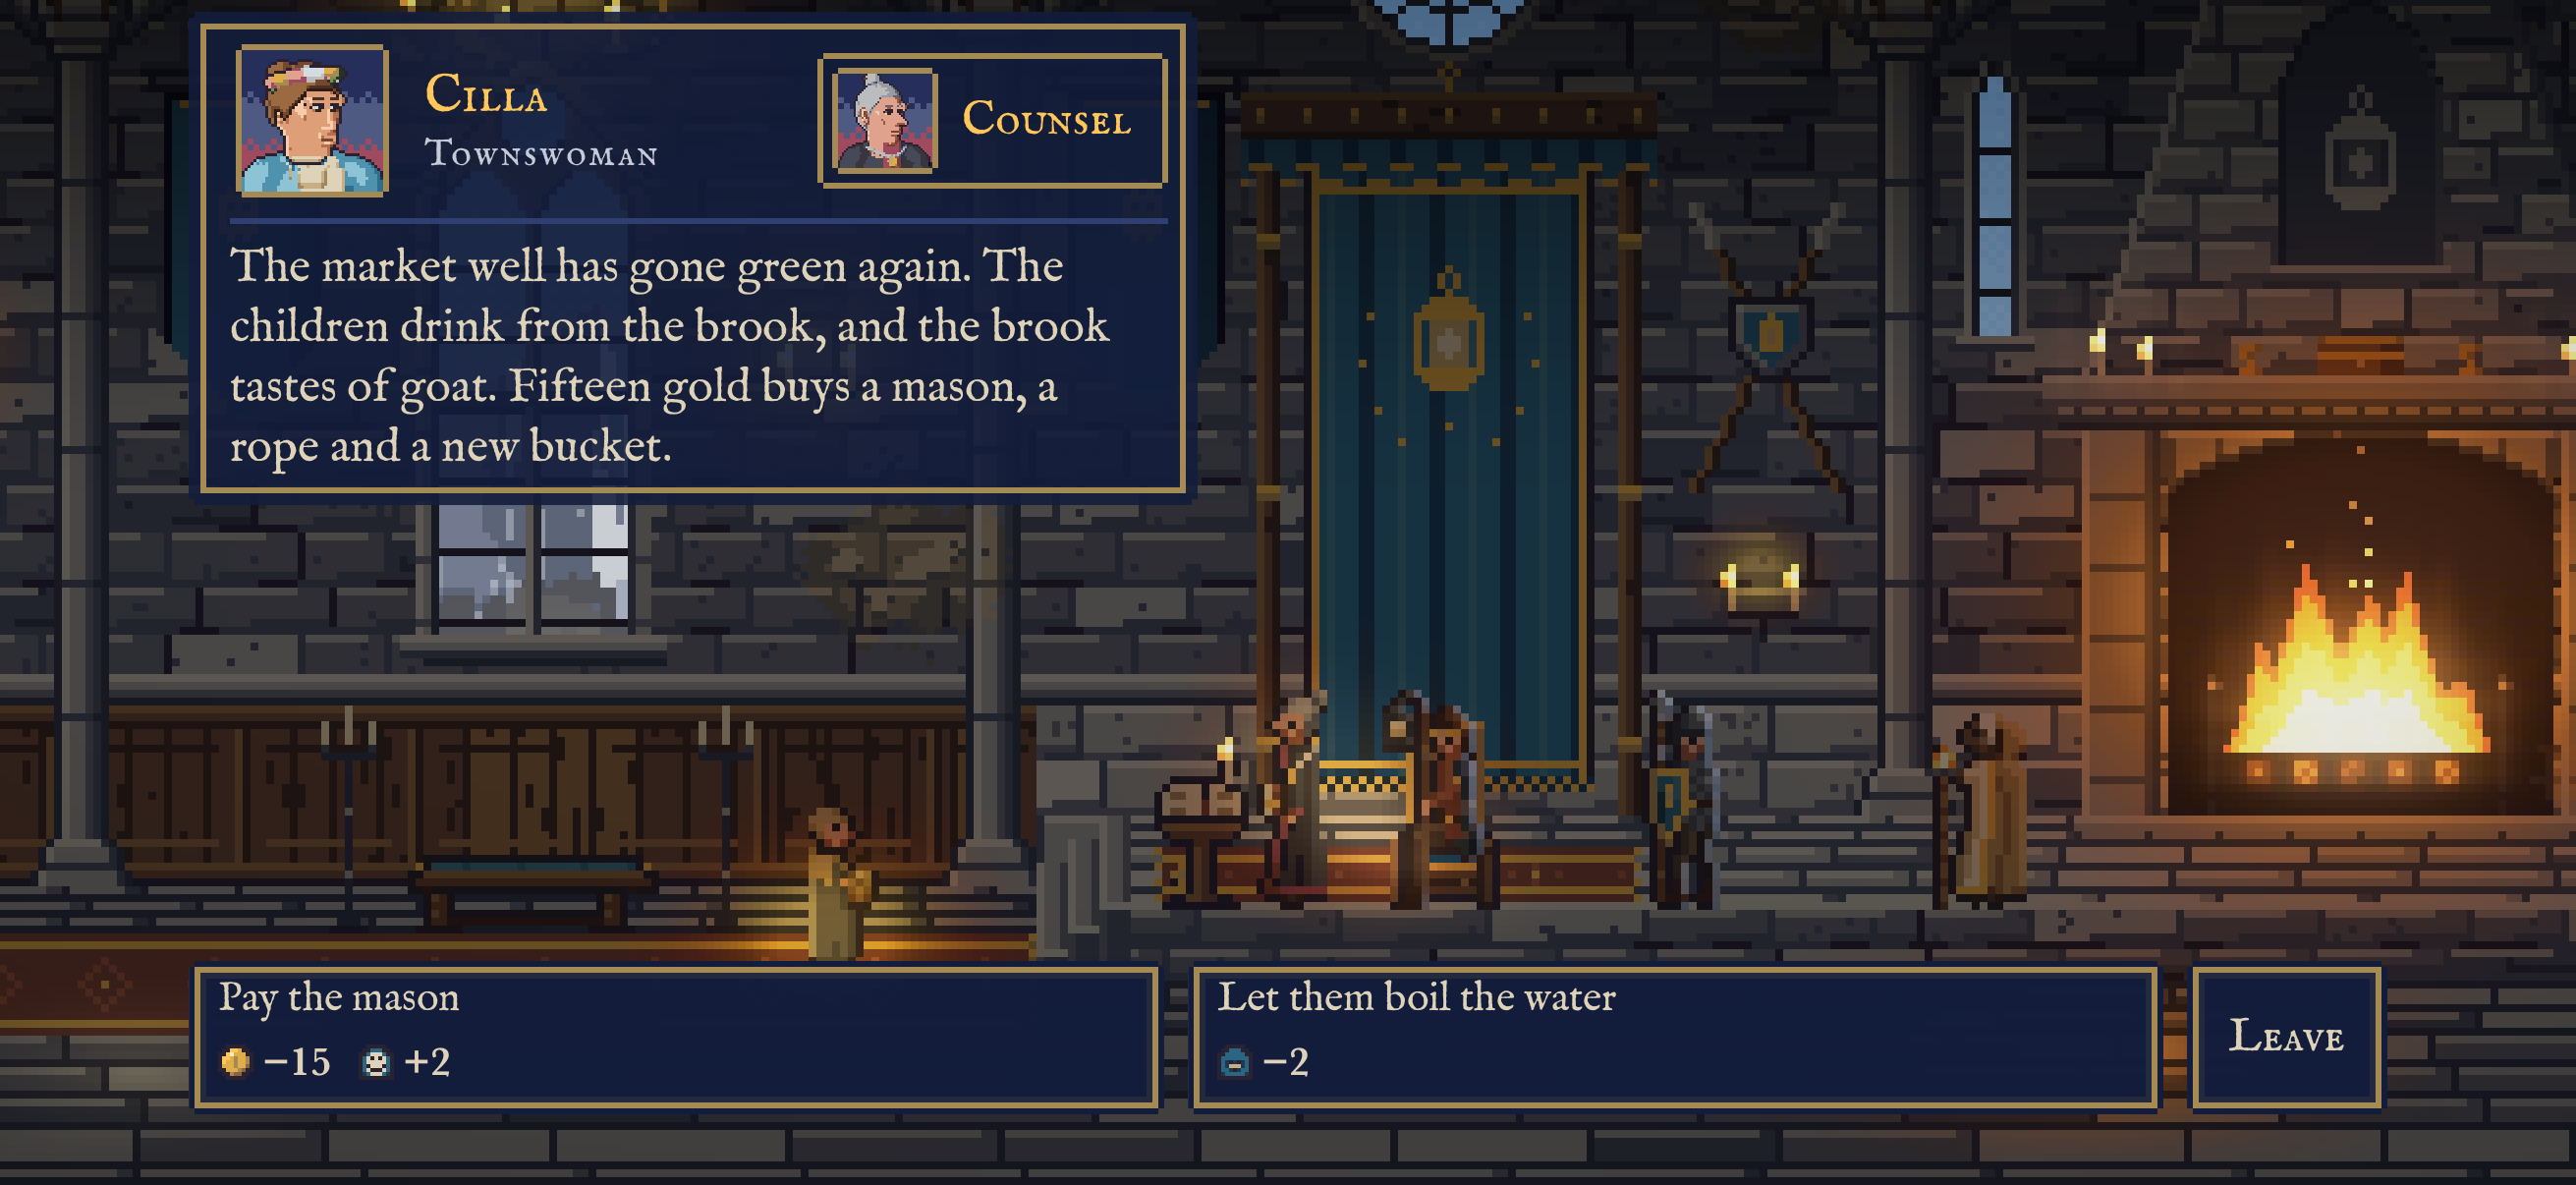 Cilla
Townswoman
Counsel
The market well has gone green again. The
children drink from the brook, and the brook
tastes of goat. Fifteen gold buys a mason, a
rope and a new bucket.
Pay the mason
−15 +2
Let them boil the water
−2
Leave